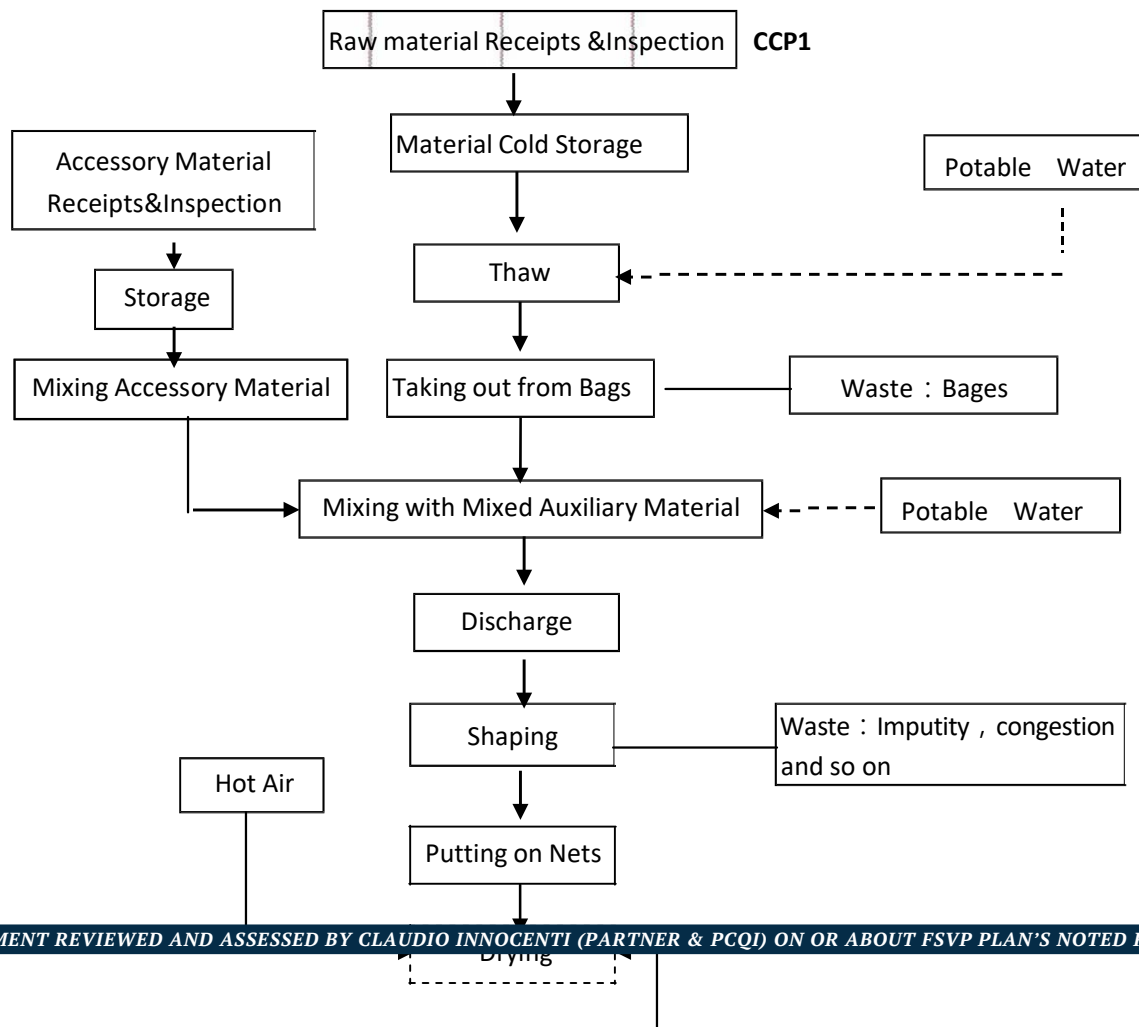 Raw material Receipts &Inspection CCP1
Material Cold Storage
Accessory Material
Receipts&Inspection
Potable Water
Thaw
Storage
Mixing Accessory Material
Taking out from Bags
Waste：Bages
Mixing with Mixed Auxiliary Material
Potable Water
Discharge
Shaping
Waste：Imputity，congestion
and so on
Hot Air
Putting on Nets
MENT REVIEWED AND ASSESSED BY CLAUDIO INNOCENTI (PARTNER & PCQI) ON OR ABOUT FSVP PLAN'S NOTED
Drying